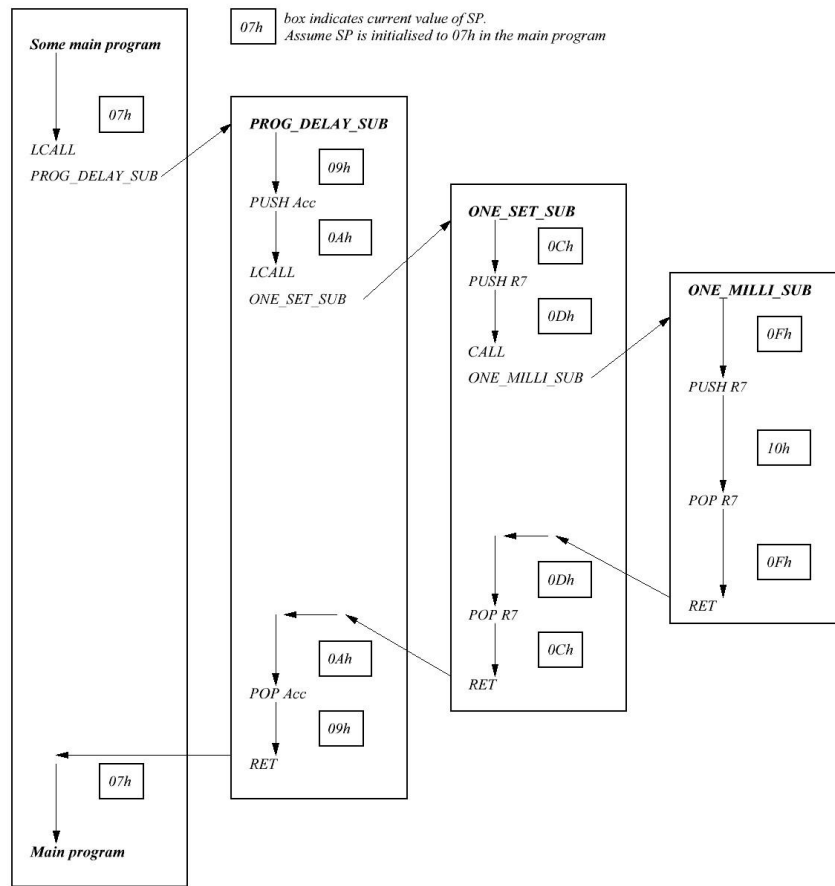 07h
box indicates current value of SP.
Assume SP is initialised to 07h in the main program
Some main program
07h
LCALL
PROG_DELAY_SUB
PROG_DELAY_SUB
09h
PUSH Acc
0Ah
LCALL
ONE_SET_SUB
ONE_SET_SUB
0Ch
PUSH R7
0Dh
CALL
ONE_MILLI_SUB
ONE_MILLI_SUB
0Fh
PUSH R7
10h
POP R7
0Fh
RET
0Dh
POP R7
0Ch
RET
0Ah
POP Acc
09h
RET
07h
Main program